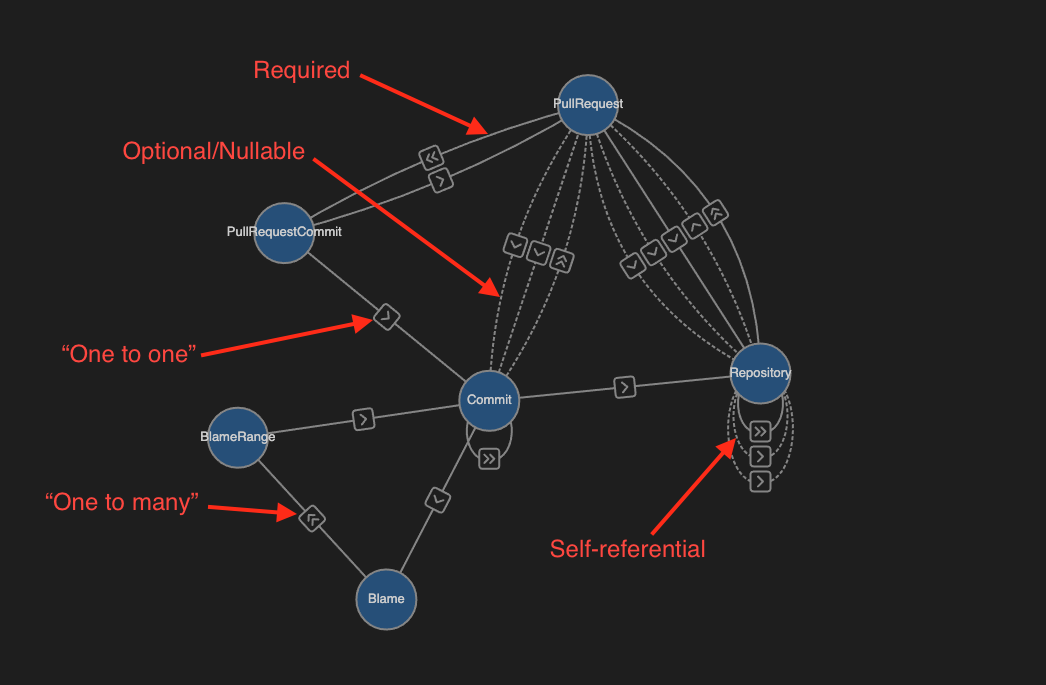 Required
PullRequest
Optional/Nullable
PullRequestCommit
“One to one”
Repository
Commit
BlameRange
“One to many”
Self-referential
Blame